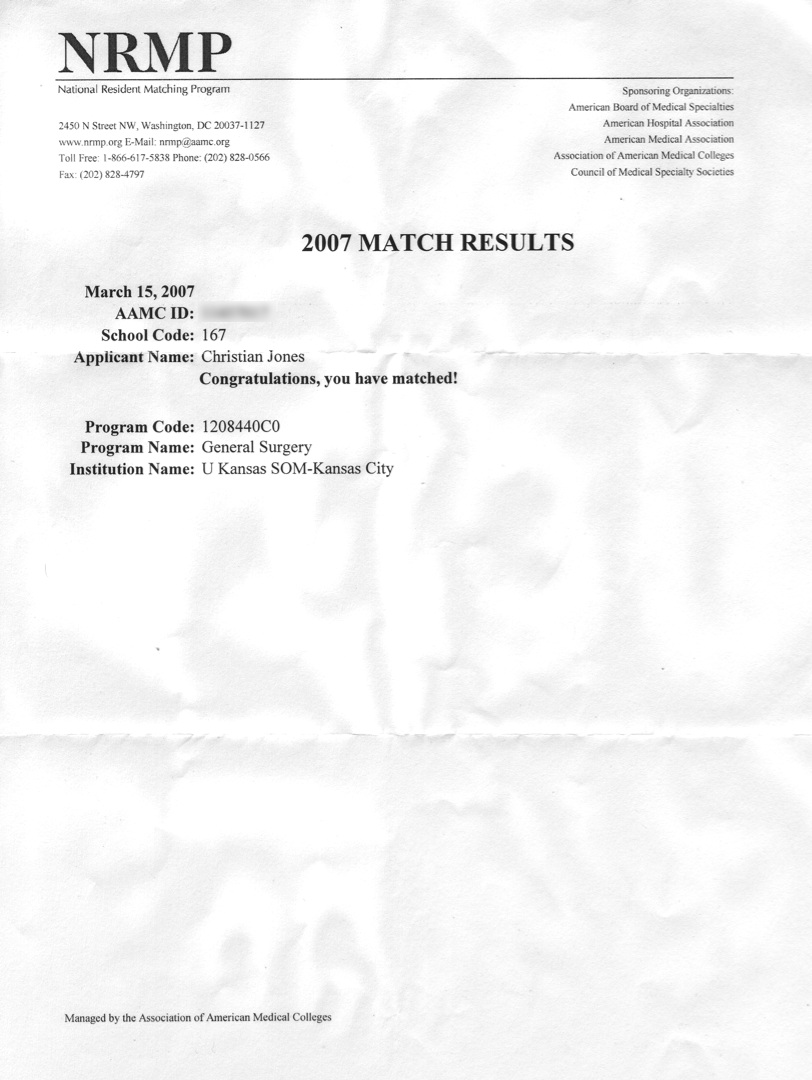 NRMP
National Resident Matching Program
2450 N Street NW, Washington, DC 20037-1127
www.nrmp.org E-Mail: nrmp@aamc.org
Toll Free: 1-866-617-5838 Phone: (202) 828-0566
Fax: (202) 828-4797
Sponsoring Organizations:
American Board of Medical Specialties
American Hospital Association
American Medical Association
Association of American Medical Colleges
Council of Medical Specialty Societies
2007 MATCH RESULTS
March 15, 2007
AAMC ID:
School Code: 167
Applicant Name: Christian Jones
Congratulations, you have matched!
Program Code: 1208440C0
Program Name: General Surgery
Institution Name: U Kansas SOM-Kansas City
Managed by the Association of American Medical Colleges